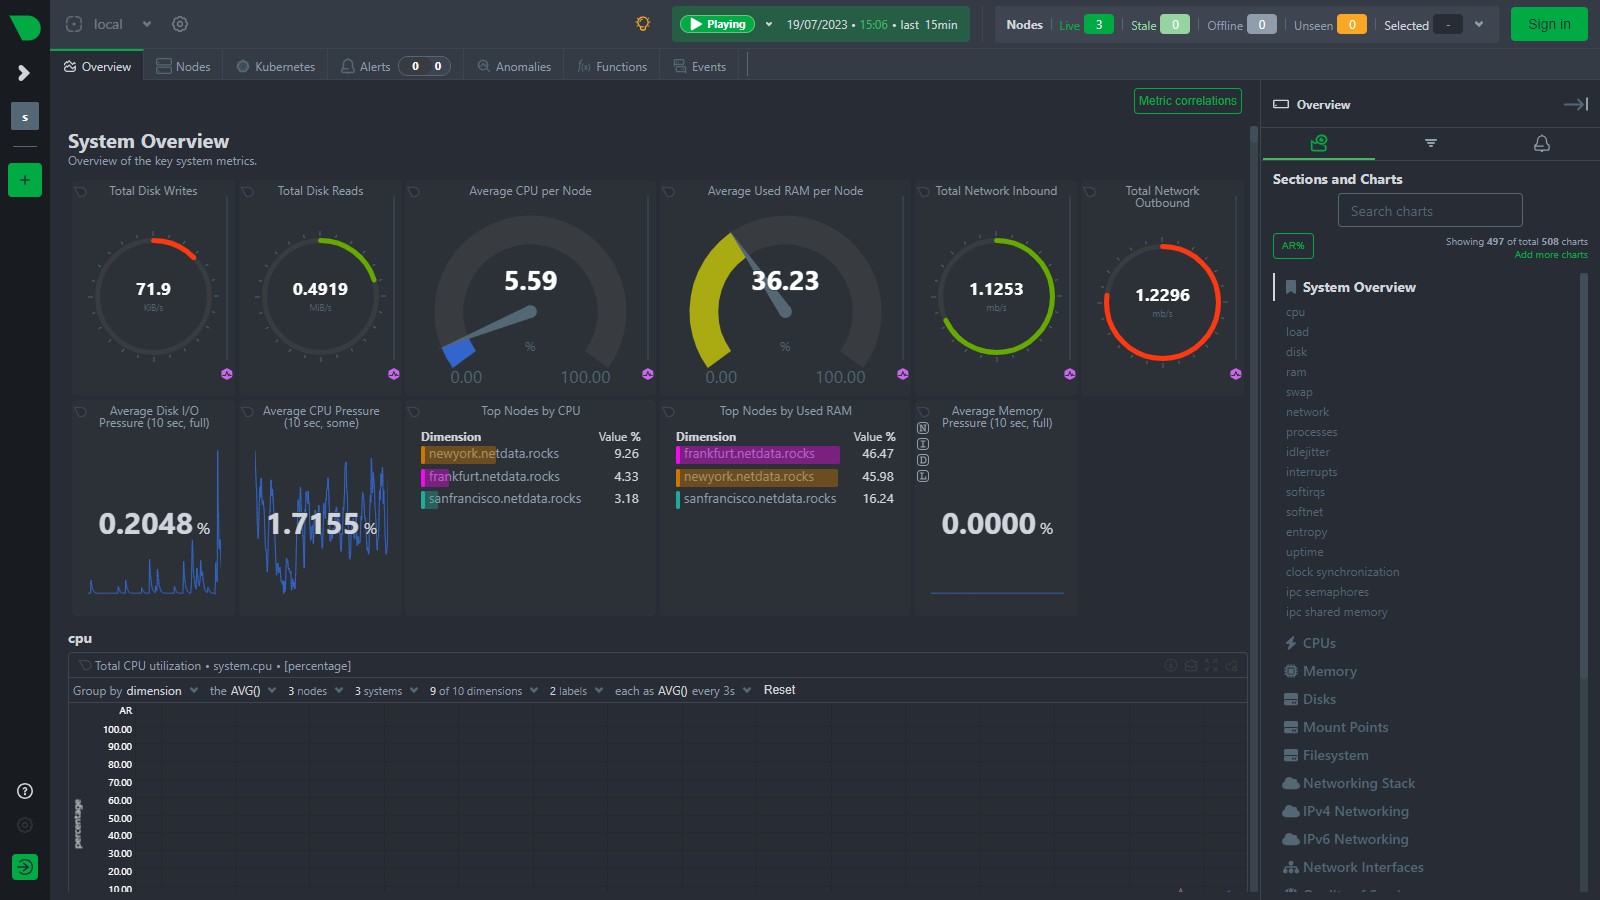 local
Playing
19/07/2023 • 15:06 • last 15min
Nodes Live 3 Stale 0 Offline 0 Unseen 0 Selected -
Sign in
Overview
Nodes
Kubernetes
Alerts 0 0
Anomalies
f(x) Functions
Events
s
+
Metric correlations
System Overview
Overview of the key system metrics.
Total Disk Writes
71.9
KiB/s
Total Disk Reads
0.4919
MiB/s
Average CPU per Node
5.59
%
0.00 100.00
Average Used RAM per Node
36.23
%
0.00 100.00
Total Network Inbound
1.1253
mb/s
Total Network
Outbound
1.2296
mb/s
Average Disk I/O
Pressure (10 sec, full)
0.2048 %
Average CPU Pressure
(10 sec, some)
1.7155 %
Top Nodes by CPU
Dimension Value %
newyork.netdata.rocks 9.26
frankfurt.netdata.rocks 4.33
sanfrancisco.netdata.rocks 3.18
Top Nodes by Used RAM
Dimension Value %
frankfurt.netdata.rocks 46.47
newyork.netdata.rocks 45.98
sanfrancisco.netdata.rocks 16.24
Average Memory
Pressure (10 sec, full)
N
I
D
L
0.0000 %
cpu
Total CPU utilization • system.cpu • [percentage]
Group by dimension the AVG() 3 nodes 3 systems 9 of 10 dimensions 2 labels each as AVG() every 3s Reset
AR
100.00
90.00
80.00
70.00
60.00
50.00
40.00
30.00
20.00
10.00
percentage
Overview
Sections and Charts
Search charts
AR%
Showing 497 of total 508 charts
Add more charts
System Overview
cpu
load
disk
ram
swap
network
processes
idlejitter
interrupts
softirqs
softnet
entropy
uptime
clock synchronization
ipc semaphores
ipc shared memory
CPUs
Memory
Disks
Mount Points
Filesystem
Networking Stack
IPv4 Networking
IPv6 Networking
Network Interfaces